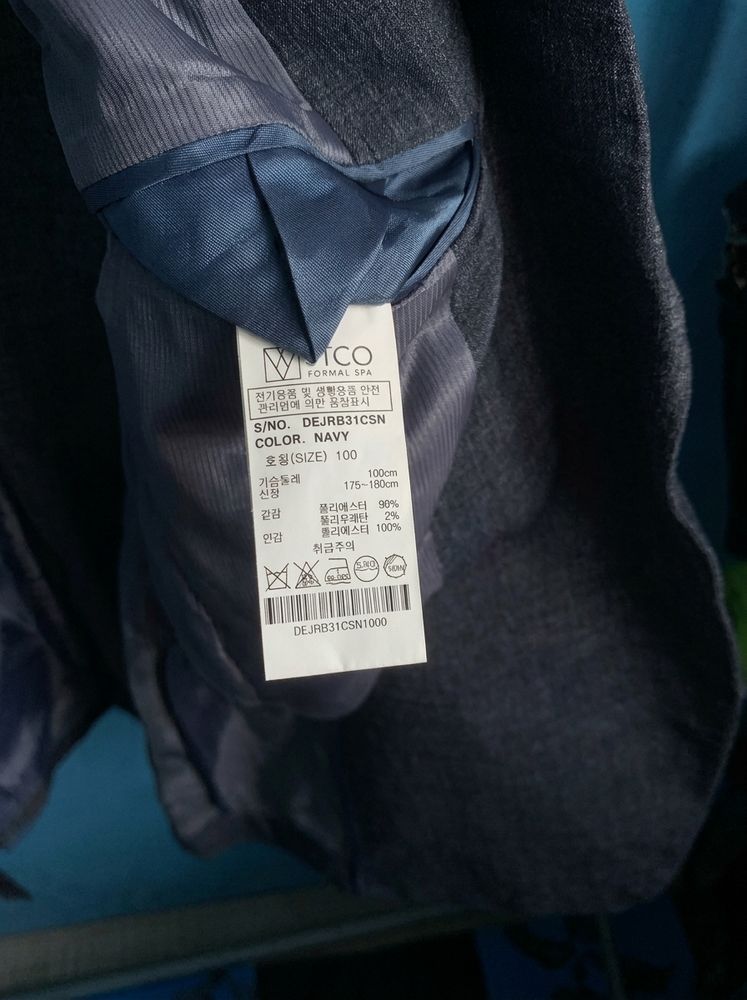 STCO
FORMAL SPA
전기용품 및 생활용품 안전
관리법에 의한 품질표시
S/NO. DEJRB31CSN
COLOR. NAVY
호칭(SIZE) 100
가슴둘레 100cm
신장 175~180cm
겉감 폴리에스터 90%
폴리우레탄 2%
안감 폴리에스터 100%
취급주의
DEJRB31CSN1000